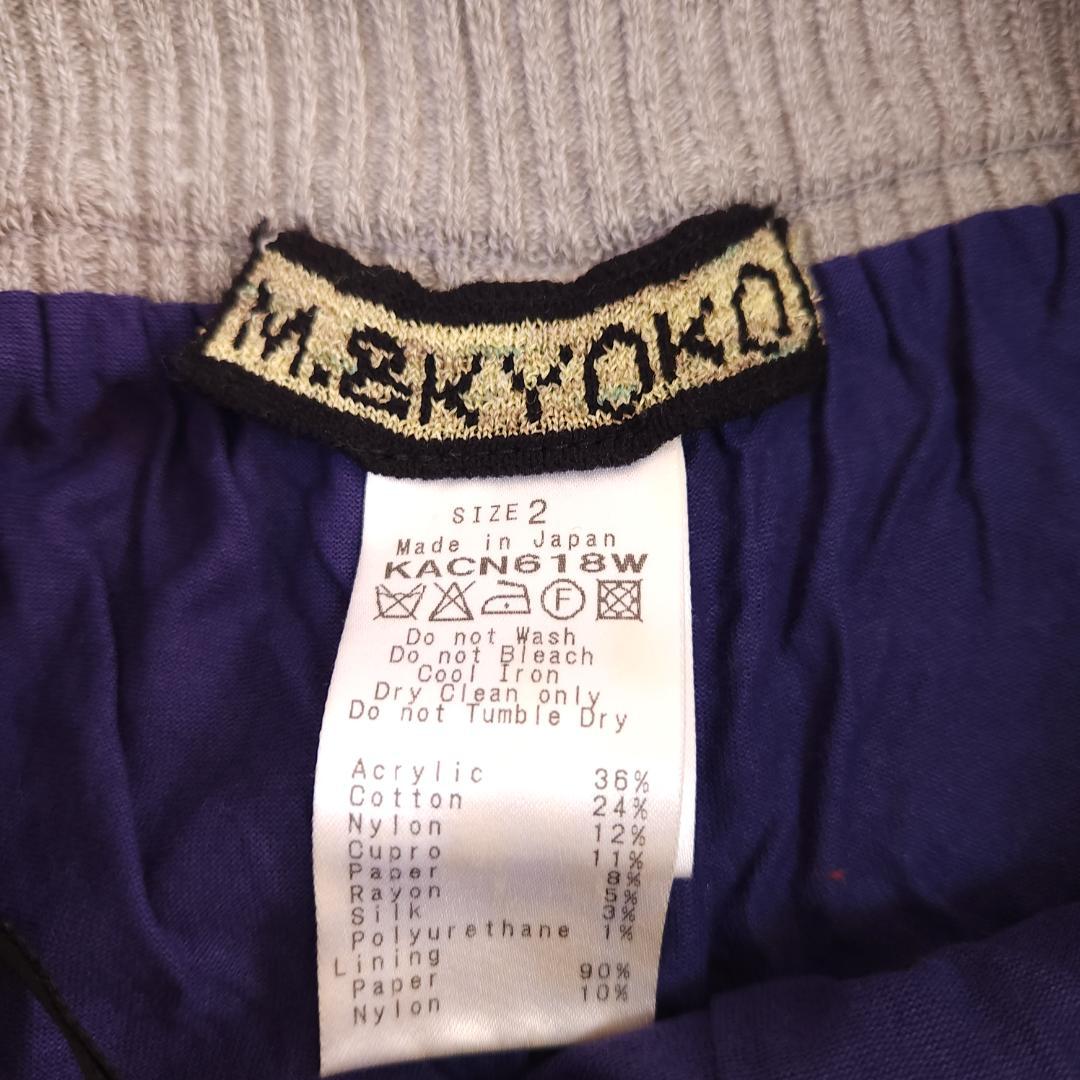 M.&KYOKO
SIZE 2
Made in Japan
KACN618W
F
Do not Wash
Do not Bleach
Cool Iron
Dry Clean only
Do not Tumble Dry
Acrylic 36%
Cotton 24%
Nylon 12%
Cupro 11%
Paper 8%
Rayon 5%
Silk 3%
Polyurethane 1%
Lining
Paper 90%
Nylon 10%